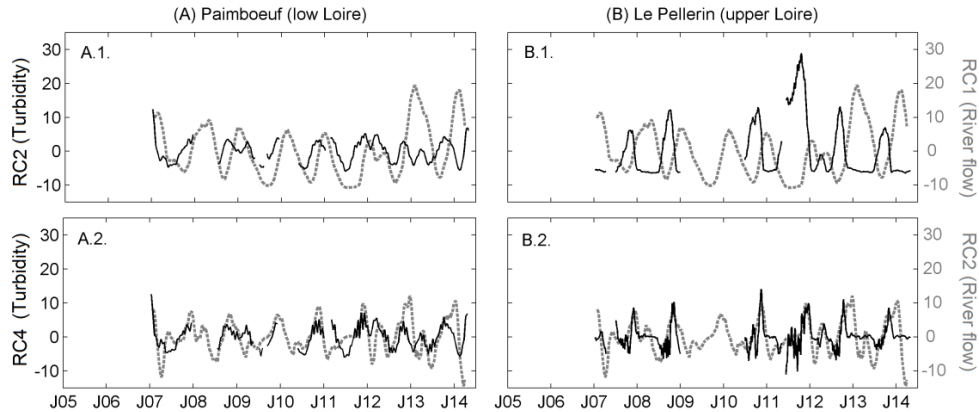 (A) Paimboeuf (low Loire)
(B) Le Pellerin (upper Loire)
A.1.
30
20
10
0
-10
RC2 (Turbidity)
B.1.
30
20
10
0
-10
RC1 (River flow)
A.2.
30
20
10
0
-10
RC4 (Turbidity)
B.2.
30
20
10
0
-10
RC2 (River flow)
J05 J06 J07 J08 J09 J10 J11 J12 J13 J14
J05 J06 J07 J08 J09 J10 J11 J12 J13 J14